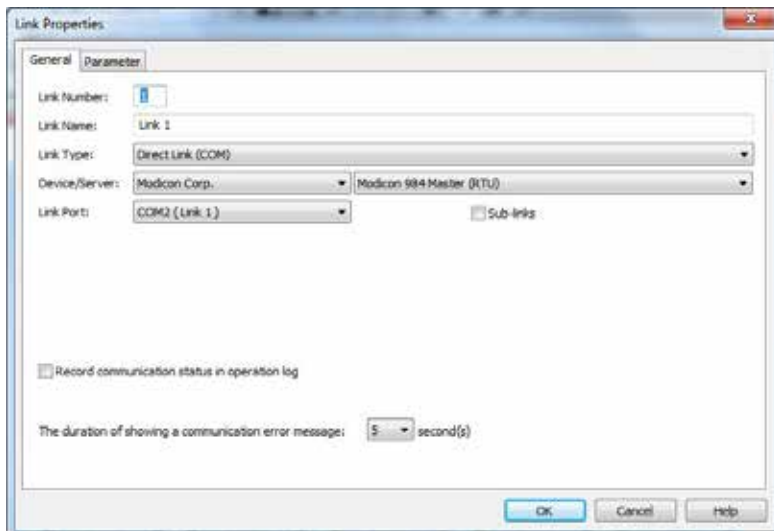 Link Properties
General Parameter
Link Number: 1
Link Name: Link 1
Link Type: Direct Link (COM)
Device/Server: Modicon Corp. Modicon 984 Master (RTU)
Link Port: COM2 (Link 1) Sub-links
Record communication status in operation log
The duration of showing a communication error message: 5 second(s)
OK Cancel Help